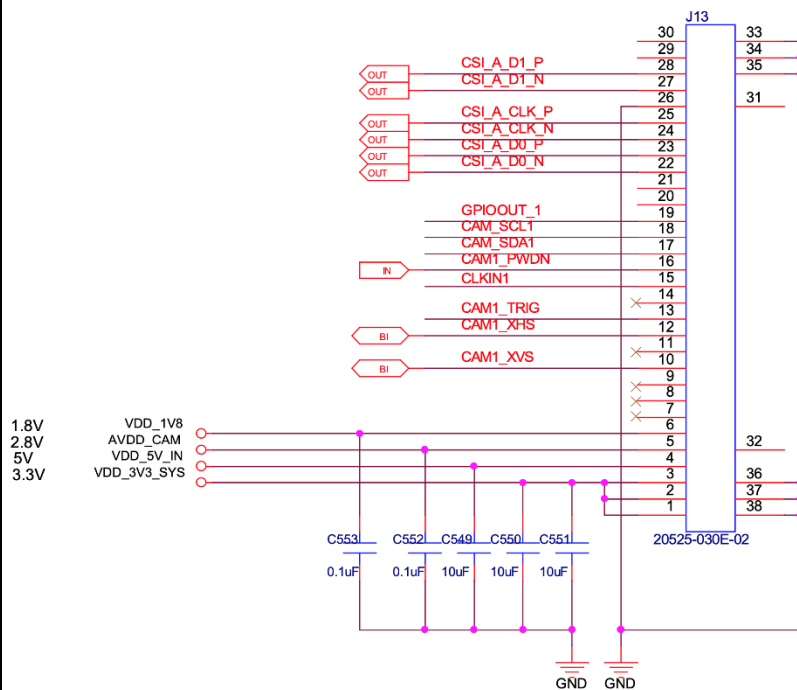 J13
30 33
29 34
CSI_A_D1_P 28 35
OUT CSI_A_D1_N 27
OUT 26 31
CSI_A_CLK_P 25
OUT CSI_A_CLK_N 24
OUT CSI_A_D0_P 23
OUT CSI_A_D0_N 22
OUT 21
20
GPIOOUT_1 19
CAM_SCL1 18
CAM_SDA1 17
CAM1_PWDN 16
IN CLKIN1 15
14
CAM1_TRIG 13
CAM1_XHS 12
BI 11
CAM1_XVS 10
BI 9
8
7
1.8V VDD_1V8 6
2.8V AVDD_CAM 5 32
5V VDD_5V_IN 4
3.3V VDD_3V3_SYS 3 36
2 37
1 38
20525-030E-02
C553 C552 C549 C550 C551
0.1uF 0.1uF 10uF 10uF 10uF
GND GND